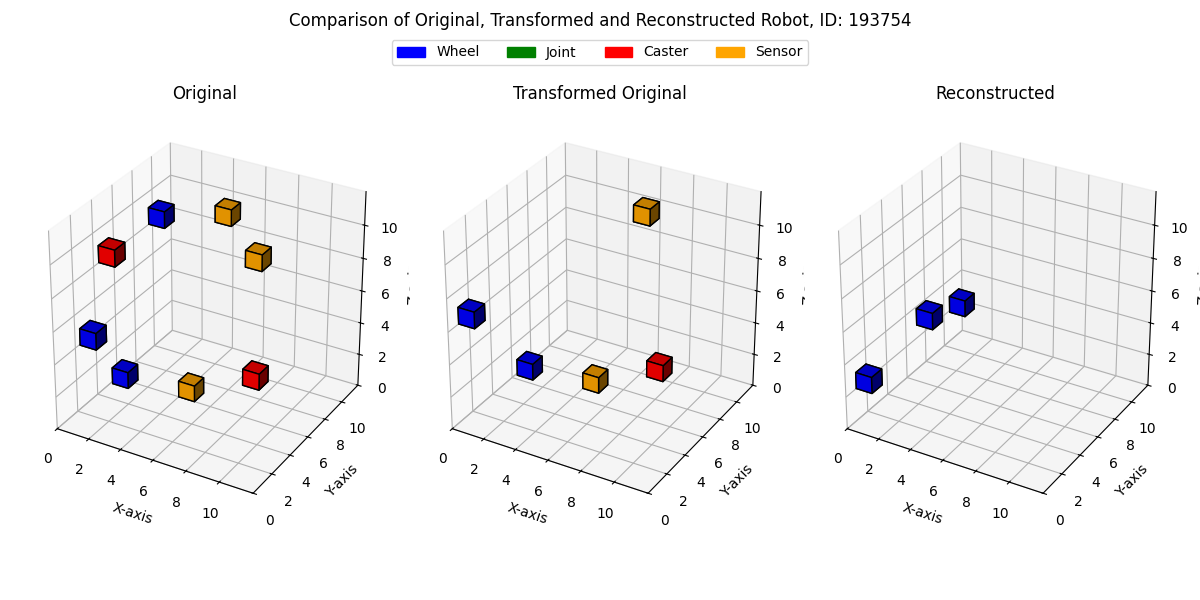 Comparison of Original, Transformed and Reconstructed Robot, ID: 193754
Wheel Joint Caster Sensor
Original Transformed Original Reconstructed
10 10 10
8 8 8
6 6 6
4 4 4
2 2 2
0 0 0
0 2 4 6 8 10
X-axis
0 2 4 6 8 10
Y-axis
0 2 4 6 8 10
X-axis
0 2 4 6 8 10
Y-axis
0 2 4 6 8 10
X-axis
0 2 4 6 8 10
Y-axis